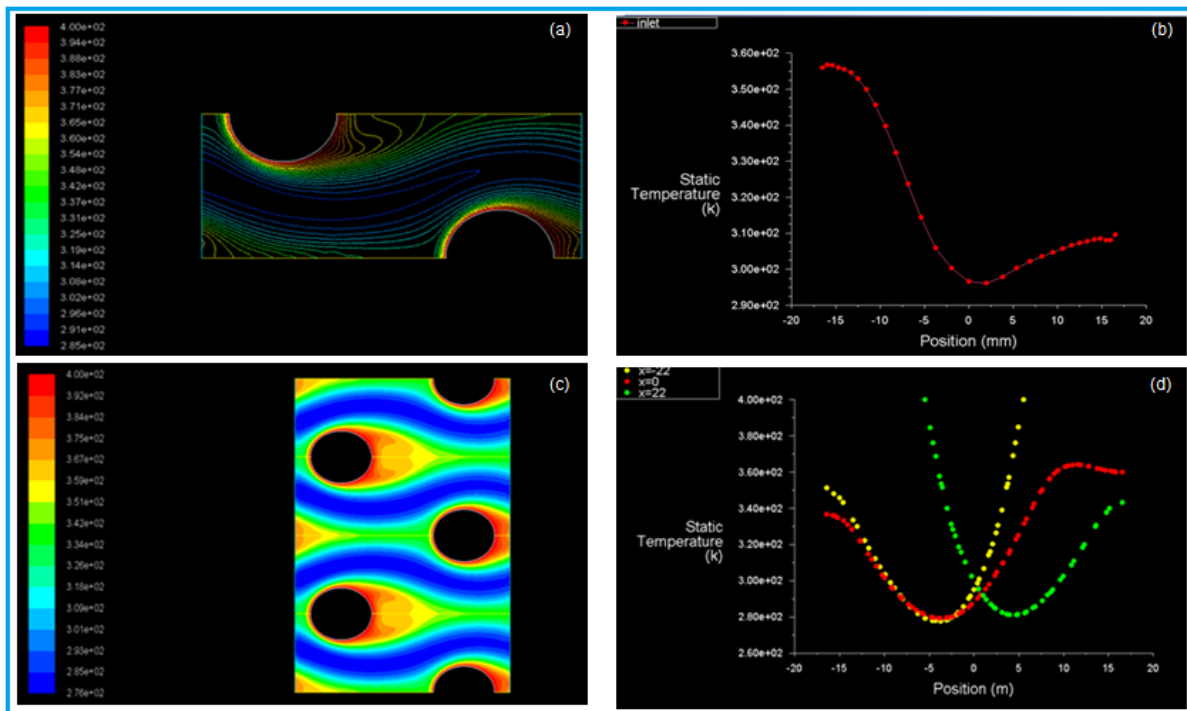 (a)
4.00e+02
3.94e+02
3.88e+02
3.83e+02
3.77e+02
3.71e+02
3.65e+02
3.60e+02
3.54e+02
3.48e+02
3.42e+02
3.37e+02
3.31e+02
3.25e+02
3.19e+02
3.14e+02
3.08e+02
3.02e+02
2.97e+02
2.91e+02
2.85e+02
(b)
inlet
3.60e+02
3.50e+02
3.40e+02
3.30e+02
3.20e+02
3.10e+02
3.00e+02
2.90e+02
Static
Temperature
(k)
-20 -15 -10 -5 0 5 10 15 20
Position (mm)
(c)
4.00e+02
3.92e+02
3.84e+02
3.75e+02
3.67e+02
3.59e+02
3.51e+02
3.42e+02
3.34e+02
3.26e+02
3.18e+02
3.09e+02
3.01e+02
2.93e+02
2.84e+02
2.76e+02
(d)
x=-22
x=0
x=22
4.00e+02
3.80e+02
3.60e+02
3.40e+02
3.20e+02
3.00e+02
2.80e+02
2.60e+02
Static
Temperature
(k)
-20 -15 -10 -5 0 5 10 15 20
Position (m)